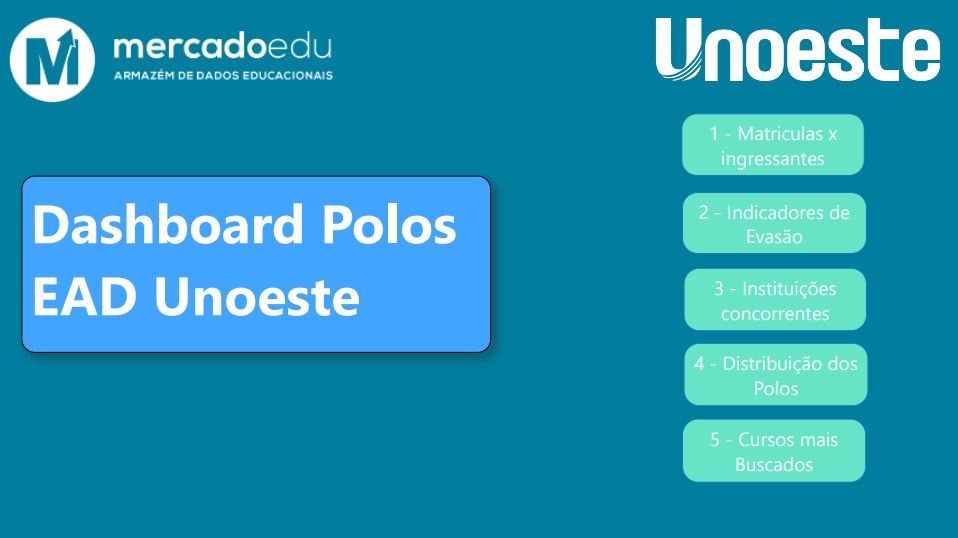 mercadoedu
ARMAZÉM DE DADOS EDUCACIONAIS
Unoeste
Dashboard Polos
EAD Unoeste
1 - Matriculas x
ingressantes
2 - Indicadores de
Evasão
3 - Instituições
concorrentes
4 - Distribuição dos
Polos
5 - Cursos mais
Buscados